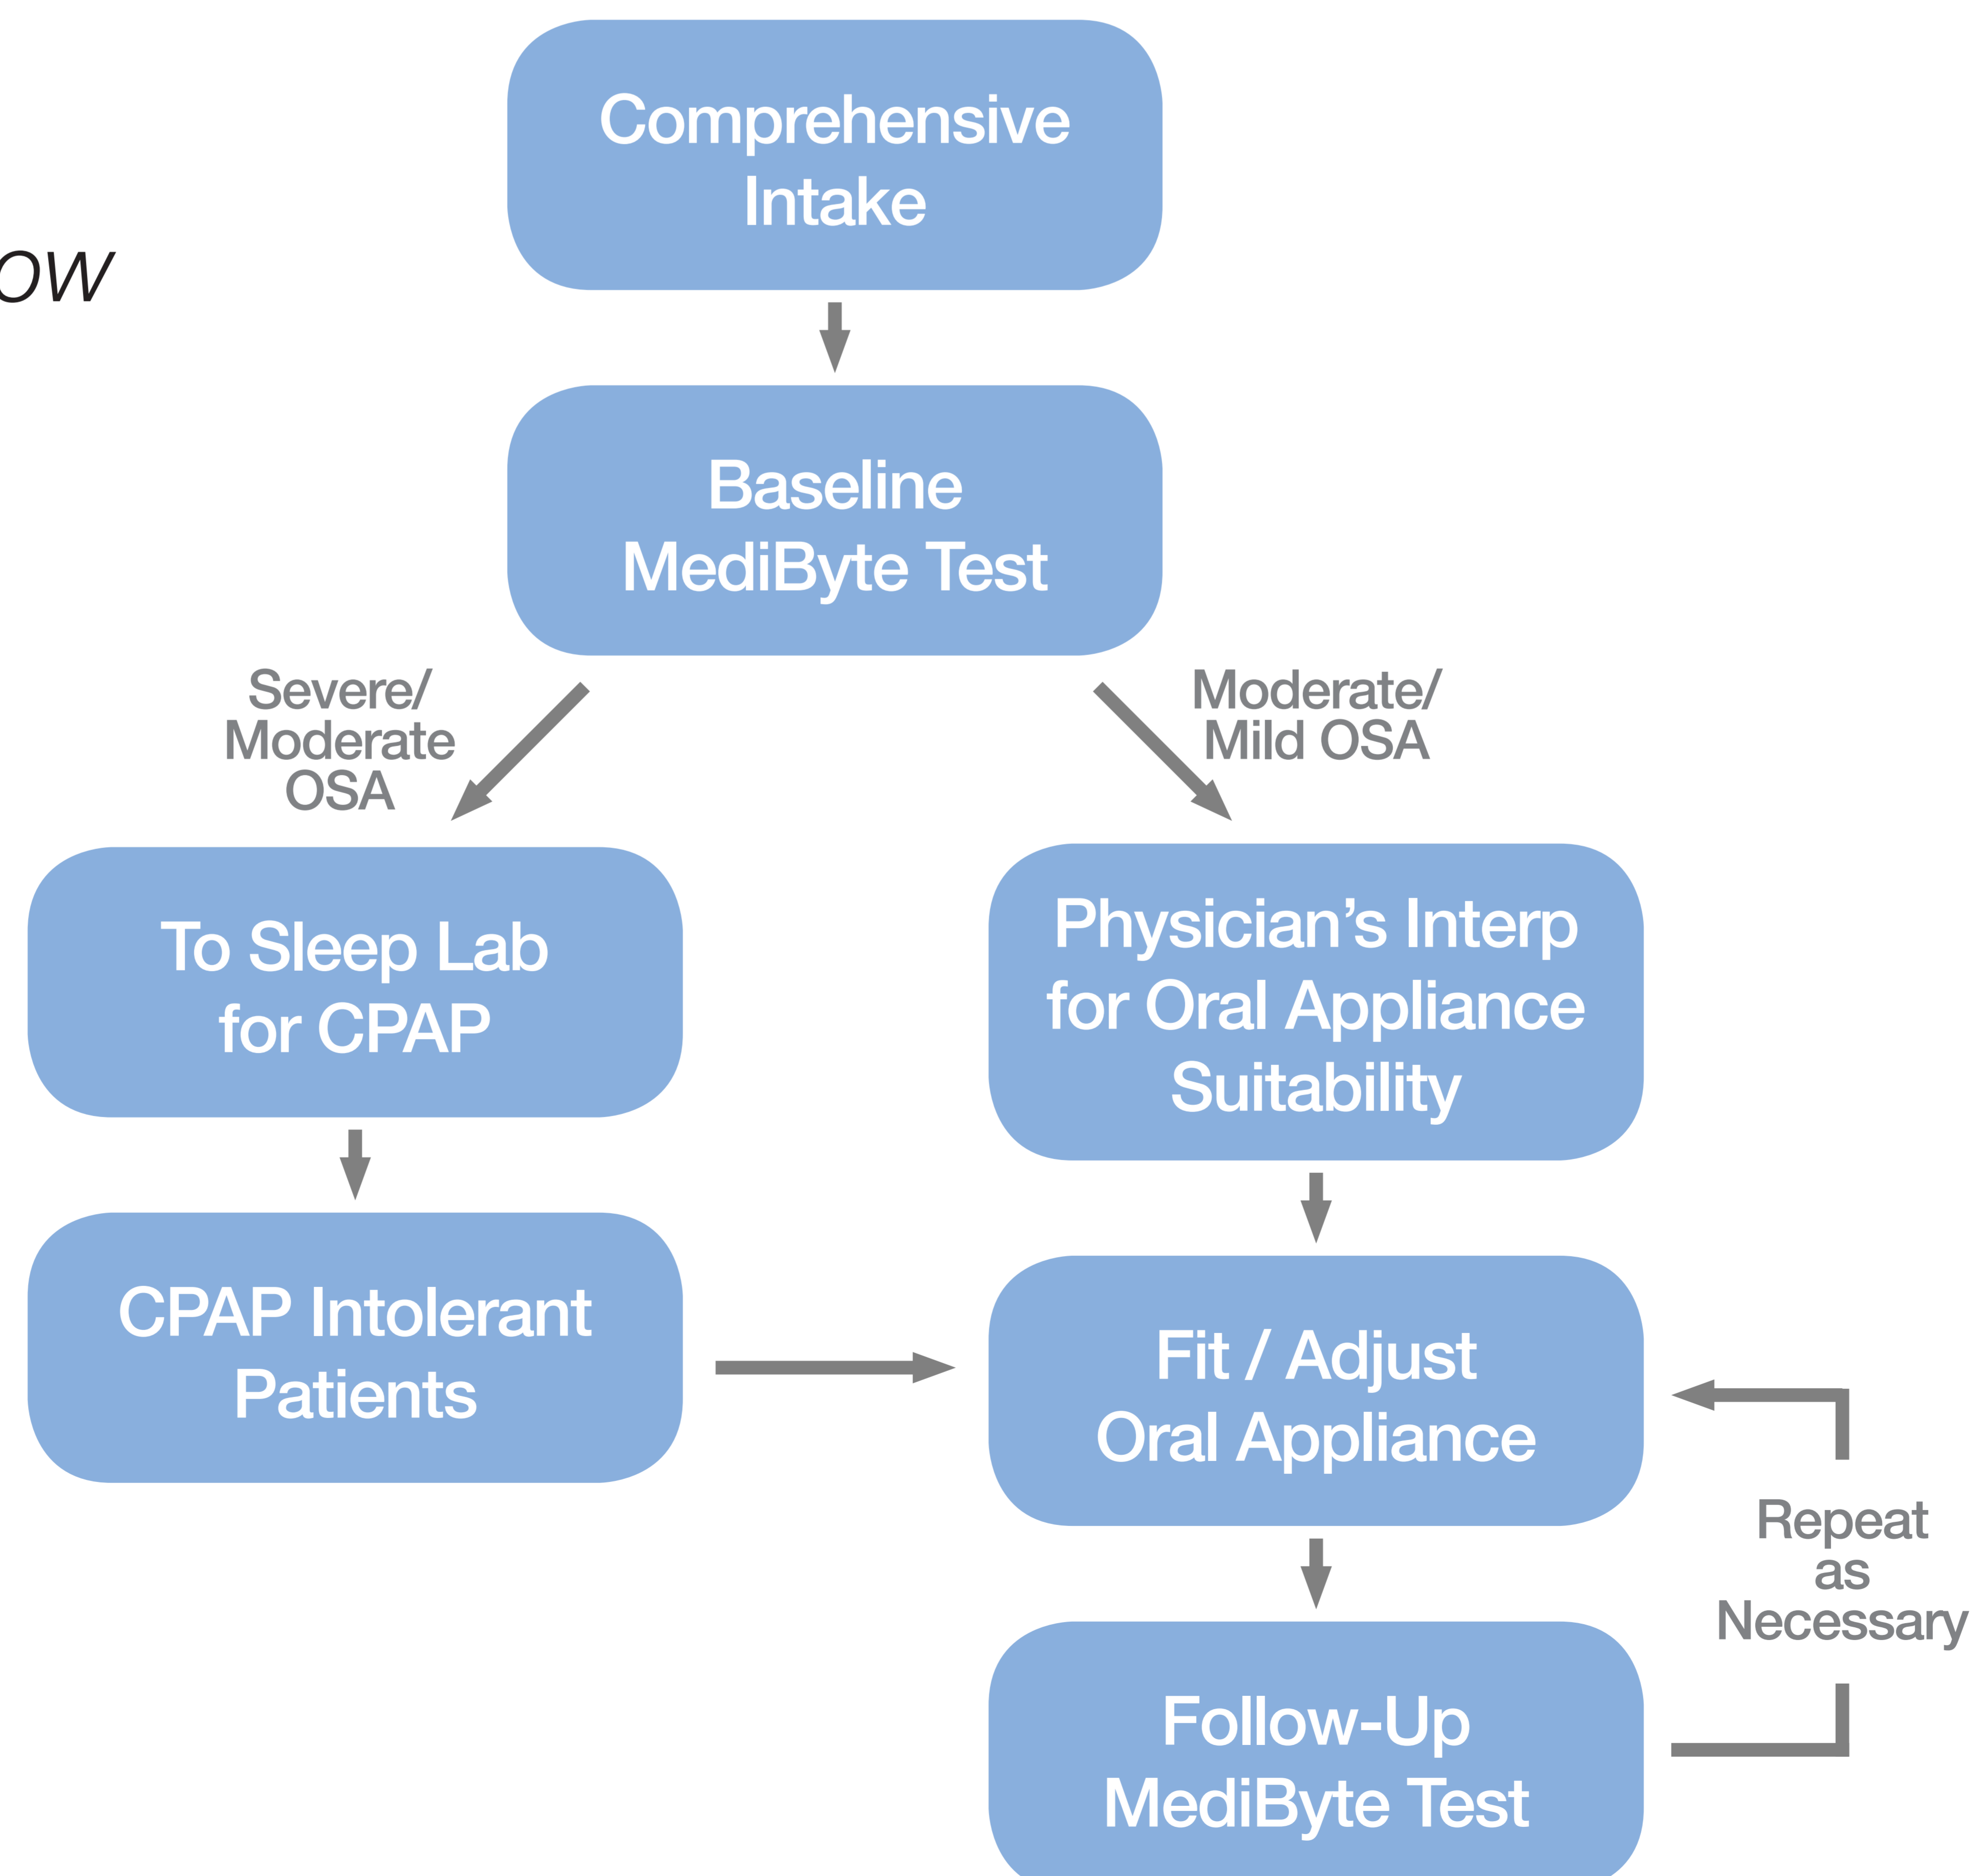 Comprehensive
Intake
OW
Baseline
MediByte Test
Severe/
Moderate
OSA
Moderate/
Mild OSA
To Sleep Lab
for CPAP
Physician’s Interp
for Oral Appliance
Suitability
CPAP Intolerant
Patients
Fit / Adjust
Oral Appliance
Repeat
as
Necessary
Follow-Up
MediByte Test